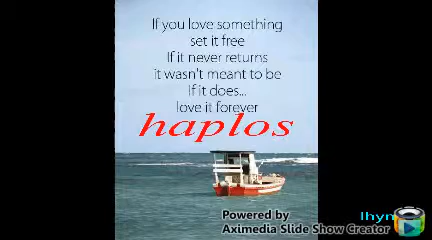 If you love something
set it free
If it never returns
it wasn't meant to be
If it does...
love it forever
haplos
lhyn
Powered by
Aximedia Slide Show Creator